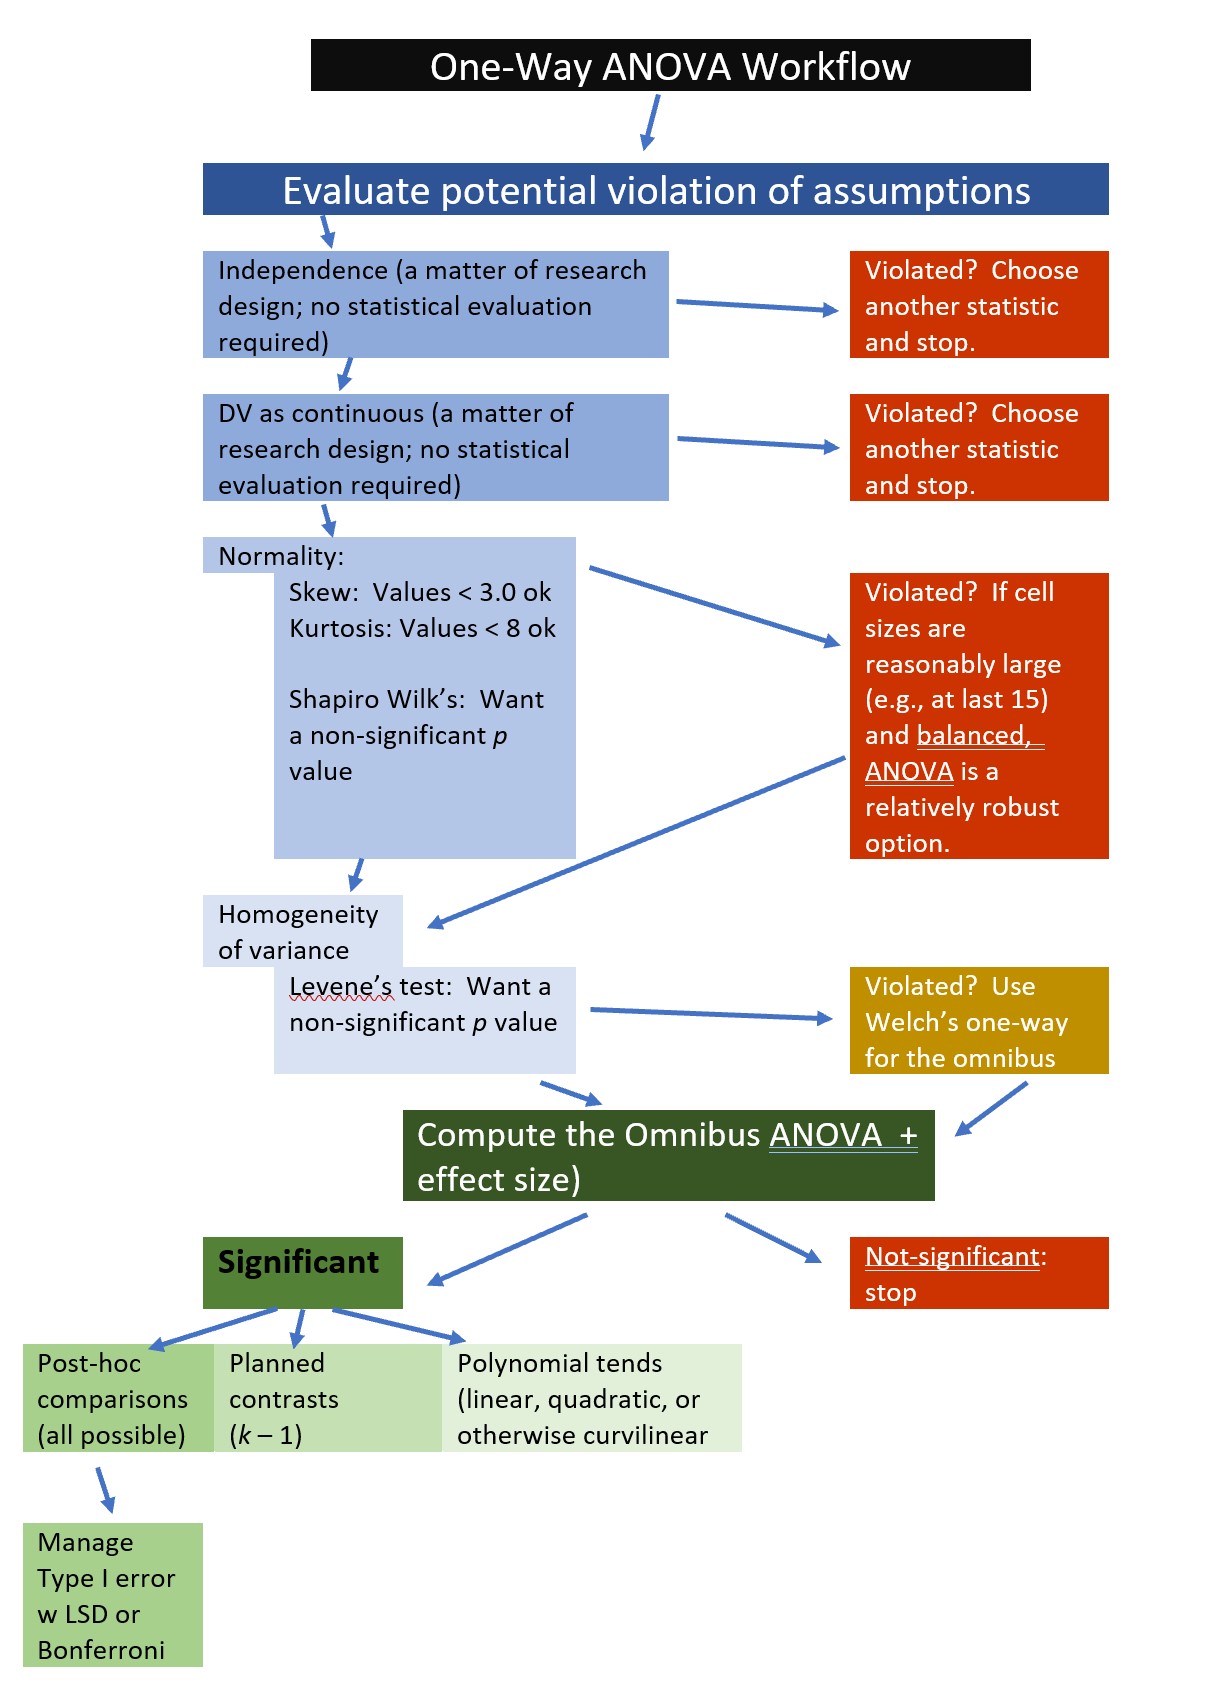 One-Way ANOVA Workflow
Evaluate potential violation of assumptions
Independence (a matter of research
design; no statistical evaluation
required)
Violated?  Choose
another statistic
and stop.
DV as continuous (a matter of
research design; no statistical
evaluation required)
Violated?  Choose
another statistic
and stop.
Normality:
Skew:  Values < 3.0 ok
Kurtosis: Values < 8 ok
Shapiro Wilk’s:  Want
a non-significant p
value
Violated?  If cell
sizes are
reasonably large
(e.g., at last 15)
and balanced,
ANOVA is a
relatively robust
option.
Homogeneity
of variance
Levene’s test:  Want a
non-significant p value
Violated?  Use
Welch’s one-way
for the omnibus
Compute the Omnibus ANOVA  +
effect size)
Significant
Not-significant:
stop
Post-hoc
comparisons
(all possible)
Planned
contrasts
(k – 1)
Polynomial tends
(linear, quadratic, or
otherwise curvilinear
Manage
Type I error
w LSD or
Bonferroni